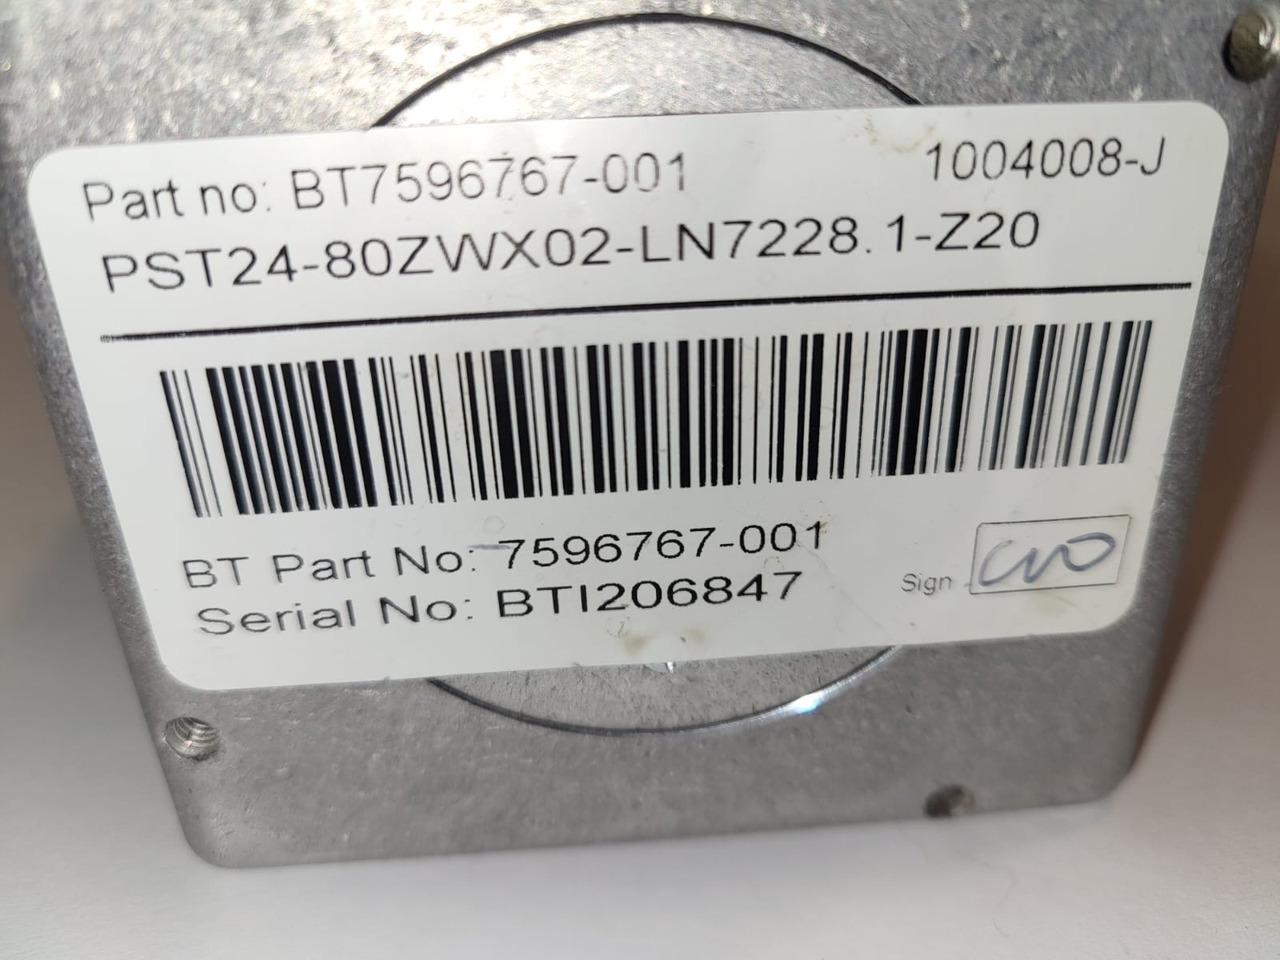 Part no: BT7596767-001 1004008-J
PST24-80ZWX02-LN7228.1-Z20
BT Part No: 7596767-001
Serial No: BTI206847
Sign